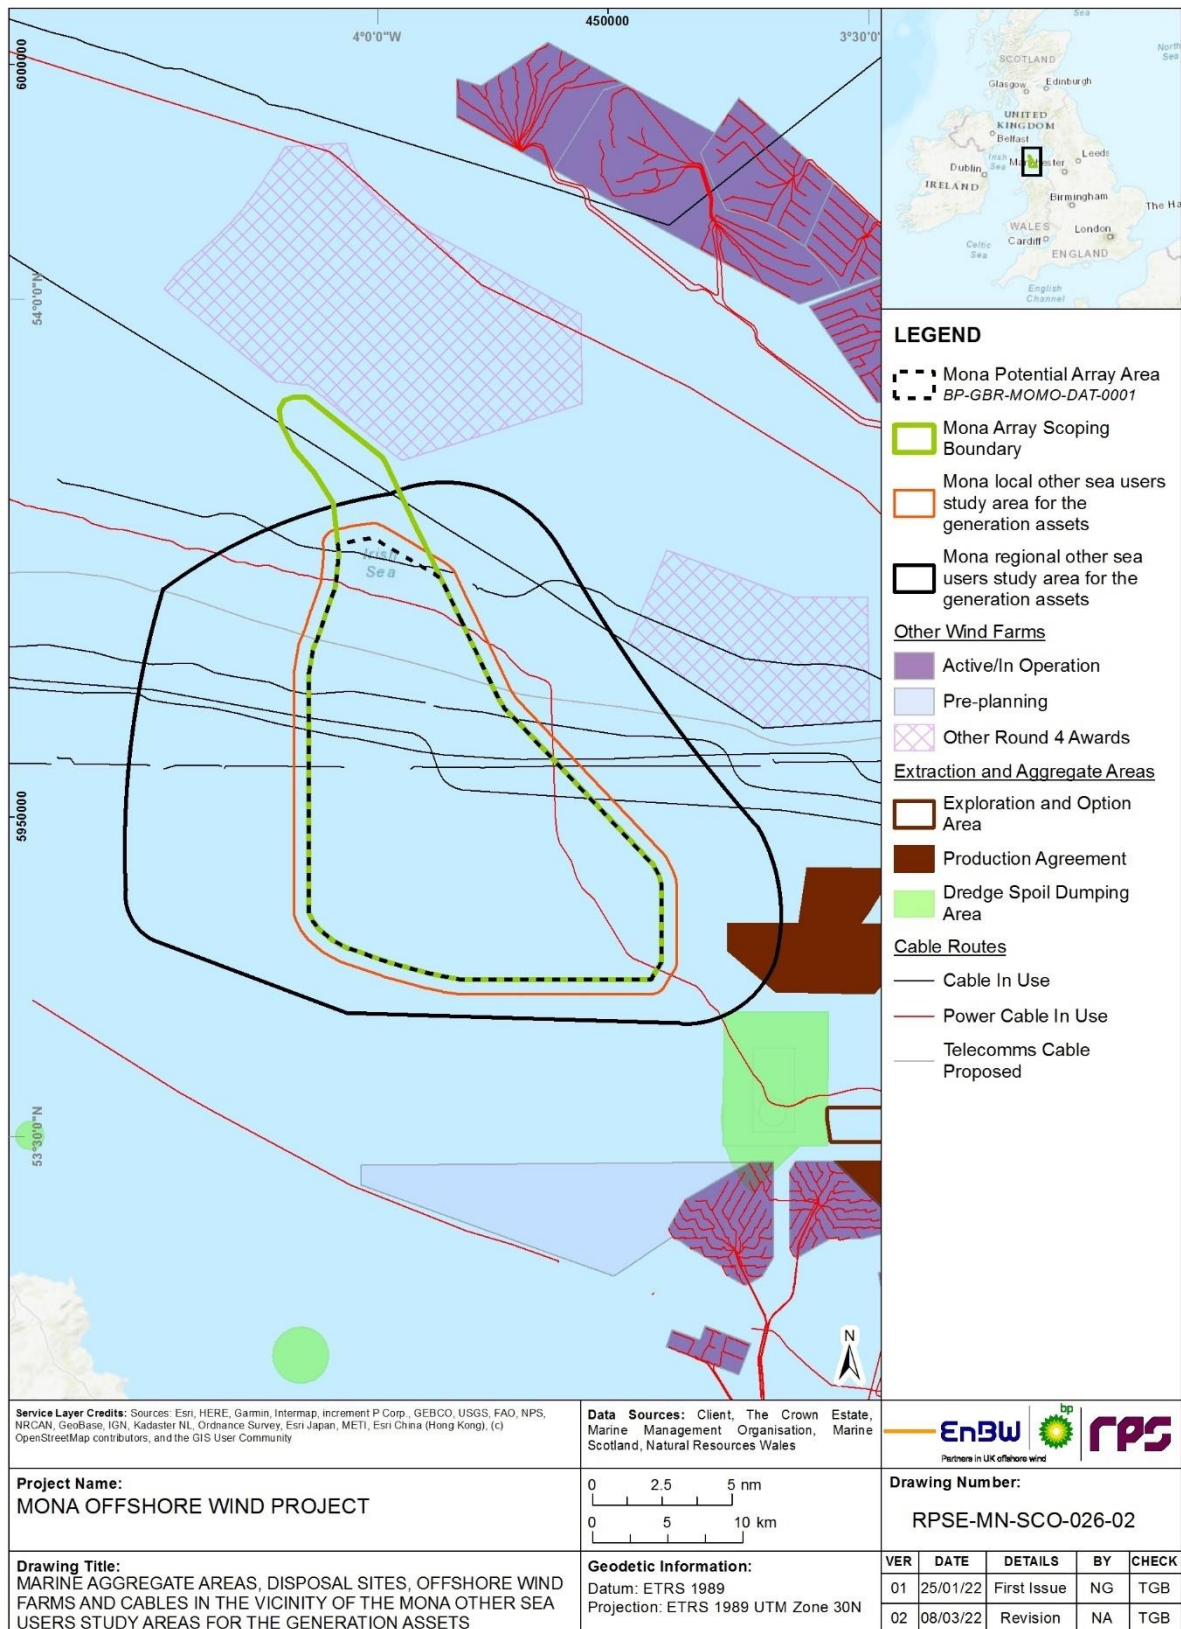 450000
4°0'0"W
3°30'0
6000000
54°0'0"N
5950000
53°30'0"N
Irish
Sea
N
Sea
North
Sea
SCOTLAND
Glasgow
Edinburgh
UNITED
KINGDOM
Belfast
Irish
Sea
Leeds
Dublin
IRELAND
Birmingham
The Ha
WALES
Cardiff
London
Celtic
Sea
ENGLAND
English
Channel
LEGEND
Mona Potential Array Area
BP-GBR-MOMO-DAT-0001
Mona Array Scoping
Boundary
Mona local other sea users
study area for the
generation assets
Mona regional other sea
users study area for the
generation assets
Other Wind Farms
Active/In Operation
Pre-planning
Other Round 4 Awards
Extraction and Aggregate Areas
Exploration and Option
Area
Production Agreement
Dredge Spoil Dumping
Area
Cable Routes
Cable In Use
Power Cable In Use
Telecomms Cable
Proposed
Service Layer Credits: Sources: Esri, HERE, Garmin, Intermap, increment P Corp., GEBCO, USGS, FAO, NPS,
NRCAN, GeoBase, IGN, Kadaster NL, Ordnance Survey, Esri Japan, METI, Esri China (Hong Kong), (c)
OpenStreetMap contributors, and the GIS User Community
Data Sources: Client, The Crown Estate,
Marine Management Organisation, Marine
Scotland, Natural Resources Wales
EnBW
bp
rps
Partners in UK offshore wind
Project Name:
MONA OFFSHORE WIND PROJECT
0 2.5 5 nm
0 5 10 km
Drawing Number:
RPSE-MN-SCO-026-02
Drawing Title:
MARINE AGGREGATE AREAS, DISPOSAL SITES, OFFSHORE WIND
FARMS AND CABLES IN THE VICINITY OF THE MONA OTHER SEA
USERS STUDY AREAS FOR THE GENERATION ASSETS
Geodetic Information:
Datum: ETRS 1989
Projection: ETRS 1989 UTM Zone 30N
VER DATE DETAILS BY CHECK
01 25/01/22 First Issue NG TGB
02 08/03/22 Revision NA TGB